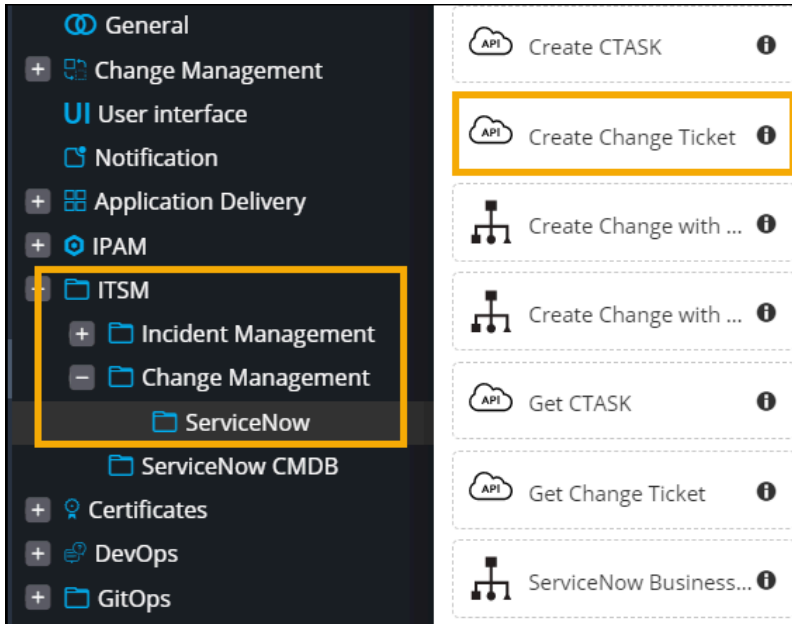 General
Change Management
UI User interface
Notification
Application Delivery
IPAM
ITSM
Incident Management
Change Management
ServiceNow
ServiceNow CMDB
Certificates
DevOps
GitOps
API Create CTASK
API Create Change Ticket
Create Change with ...
Create Change with ...
API Get CTASK
API Get Change Ticket
ServiceNow Business...